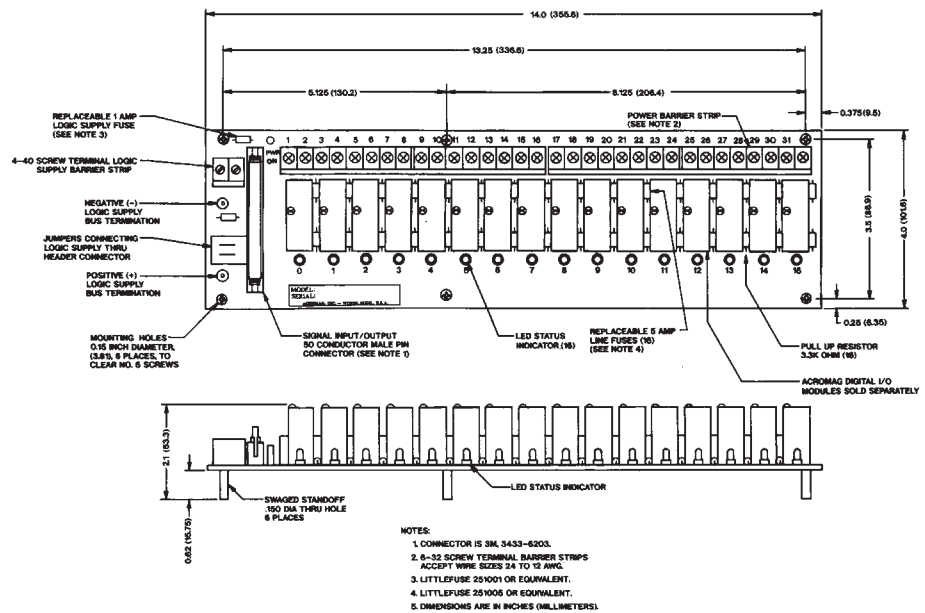 14.0 (355.6)
13.25 (336.6)
5.125 (130.2)
8.125 (206.4)
0.375(9.5)
REPLACEABLE 1 AMP
LOGIC SUPPLY FUSE
(SEE NOTE 3)
POWER BARRIER STRIP
(SEE NOTE 2)
PWR
ON
1 2 3 4 5 6 7 8 9 10 11 12 13 14 15 16 17 18 19 20 21 22 23 24 25 26 27 28 29 30 31
4-40 SCREW TERMINAL LOGIC
SUPPLY BARRIER STRIP
NEGATIVE (-)
LOGIC SUPPLY
BUS TERMINATION
JUMPERS CONNECTING
LOGIC SUPPLY THRU
HEADER CONNECTOR
POSITIVE (+)
LOGIC SUPPLY
BUS TERMINATION
3.5 (88.9)
4.0 (101.6)
0 1 2 3 4 5 6 7 8 9 10 11 12 13 14 15
MODEL:
SERIAL:
0.25 (6.35)
MOUNTING HOLES
0.15 INCH DIAMETER,
(3.81), 6 PLACES, TO
CLEAR NO. 6 SCREWS
SIGNAL INPUT/OUTPUT
50 CONDUCTOR MALE PIN
CONNECTOR (SEE NOTE 1)
LED STATUS
INDICATOR (16)
REPLACEABLE 5 AMP
LINE FUSES (16)
(SEE NOTE 4)
PULL UP RESISTOR
3.3K OHM (16)
ACROMAG DIGITAL I/O
MODULES SOLD SEPARATELY
2.1 (53.3)
0.62 (15.75)
LED STATUS INDICATOR
SWAGED STANDOFF
.150 DIA THRU HOLE
6 PLACES
NOTES:
1. CONNECTOR IS 3M, 3433-6203.
2. 6-32 SCREW TERMINAL BARRIER STRIPS
ACCEPT WIRE SIZES 24 TO 12 AWG.
3. LITTLEFUSE 251001 OR EQUIVALENT.
4. LITTLEFUSE 251005 OR EQUIVALENT.
5. DIMENSIONS ARE IN INCHES (MILLIMETERS).